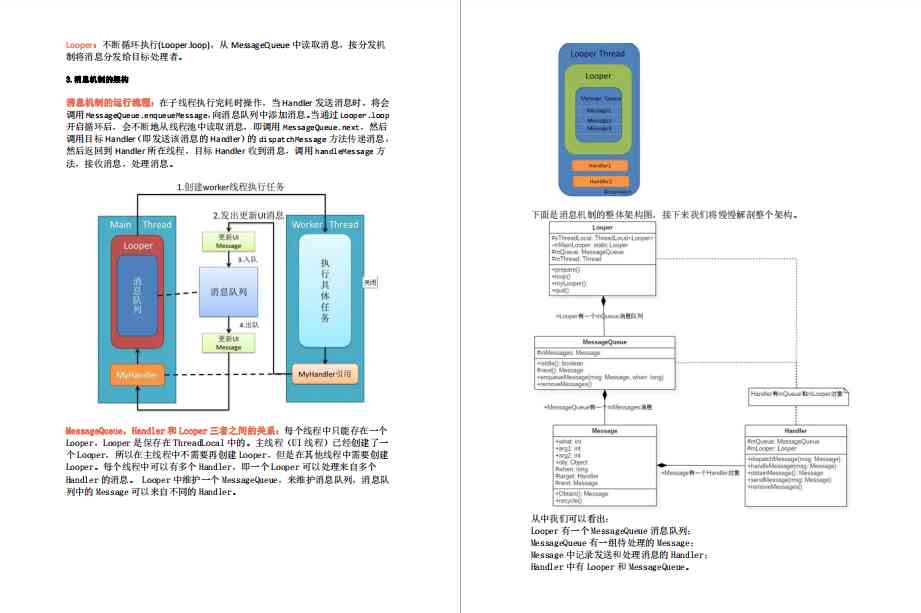 Looper: 不断循环执行(Looper.loop)，从 MessageQueue 中读取消息，按分发机
制将消息分发给目标处理者。
3.消息机制的架构
消息机制的运行流程：在子线程执行完耗时操作，当 Handler 发送消息时，将会
调用 MessageQueue.enqueueMessage，向消息队列中添加消息。当通过 Looper.loop
开启循环后，会不断地从线程池中读取消息，即调用 MessageQueue.next，然后
调用目标 Handler（即发送该消息的 Handler）的 dispatchMessage 方法传递消息，
然后返回到 Handler 所在线程，目标 Handler 收到消息，调用 handleMessage 方
法，接收消息，处理消息。
1.创建worker线程执行任务
2.发出更新UI消息
Main Thread
Looper
消息队列
MyHandler
更新UI
Message
3.入队
消息队列
4.出队
更新UI
Message
Worker Thread
执行具体任务
MyHandler引用
关闭
MessageQueue，Handler 和 Looper 三者之间的关系：每个线程中只能存在一个
Looper，Looper 是保存在 ThreadLocal 中的。主线程（UI 线程）已经创建了一
个 Looper，所以在主线程中不需要再创建 Looper，但是在其他线程中需要创建
Looper。每个线程中可以有多个 Handler，即一个 Looper 可以处理来自多个
Handler 的消息。 Looper 中维护一个 MessageQueue，来维护消息队列，消息队
列中的 Message 可以来自不同的 Handler。
Looper Thread
Looper
Message Queue
Message1
Message2
Message3
Handler1
Handler2
下面是消息机制的整体架构图，接下来我们将慢慢解剖整个架构。
Looper
#sThreadLocal: ThreadLocal<Looper>
-mMainLooper: static Looper
#mQueue: MessageQueue
#mThread: Thread
+prepare()
+loop()
+myLooper()
+quit()
+Looper有一个mQueue消息队列
MessageQueue
#mMessages: Message
+isIdle(): boolean
#next(): Message
+enqueueMessage(msg: Message, when: long)
+removeMessages()
Handler有mQueue和mLooper对象
+MessageQueue有一个mMessages消息
Message
+what: int
+arg1: int
+arg2: int
+obj: Object
#when: long
#target: Handler
#next: Message
+Obtain(): Message
+recycle()
+Message有一个Handler对象
Handler
#mQueue: MessageQueue
#mLooper: Looper
+dispatchMessage(msg: Message)
+handleMessage(msg: Message)
+obtainMessage(): Message
+sendMessage(msg: Message)
+removeMessages()
从中我们可以看出：
Looper 有一个 MessageQueue 消息队列；
MessageQueue 有一组待处理的 Message；
Message 中记录发送和处理消息的 Handler；
Handler 中有 Looper 和 MessageQueue。